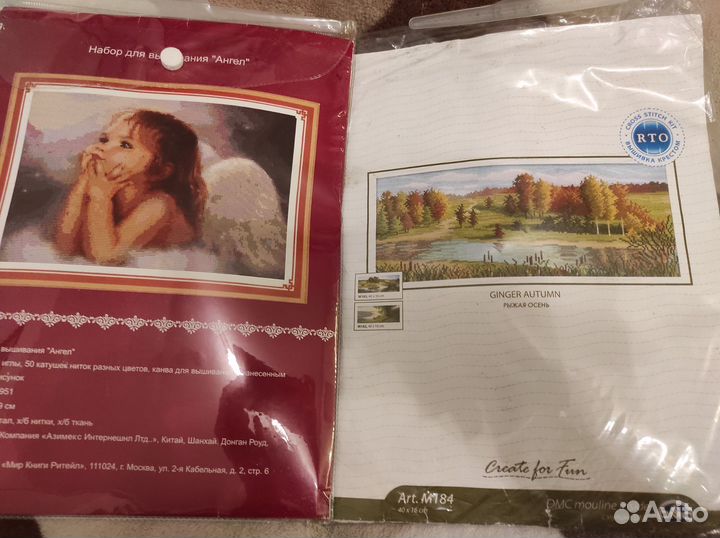 Набор для вышивания "Ангел"
вышивания "Ангел"
иглы, 50 катушек ниток разных цветов, канва для вышивания
анесенным
951
9 см
х/б нитки, х/б ткань
Компания «Азимекс Интернешнл Лтд..», Китай, Шанхай, Донган Роуд,
«Мир Книги Ритейл», 111024, г. Москва, ул. 2-я Кабельная, д. 2, стр. 6
CROSS STITCH KIT
RTO
ВЫШИВКА КРЕСТОМ
GINGER AUTUMN
РЫЖАЯ ОСЕНЬ
Create for Fun
Art. M184
40 x 16 cm
DMC mouline
Avito